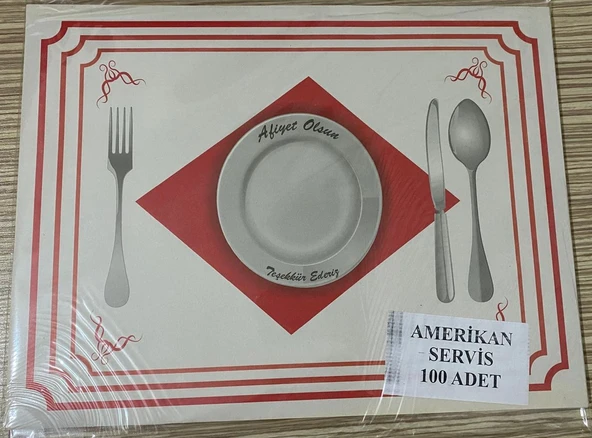 Afiyet Olsun
Teşekkür Ederiz
AMERİKAN
SERVİS
100 ADET